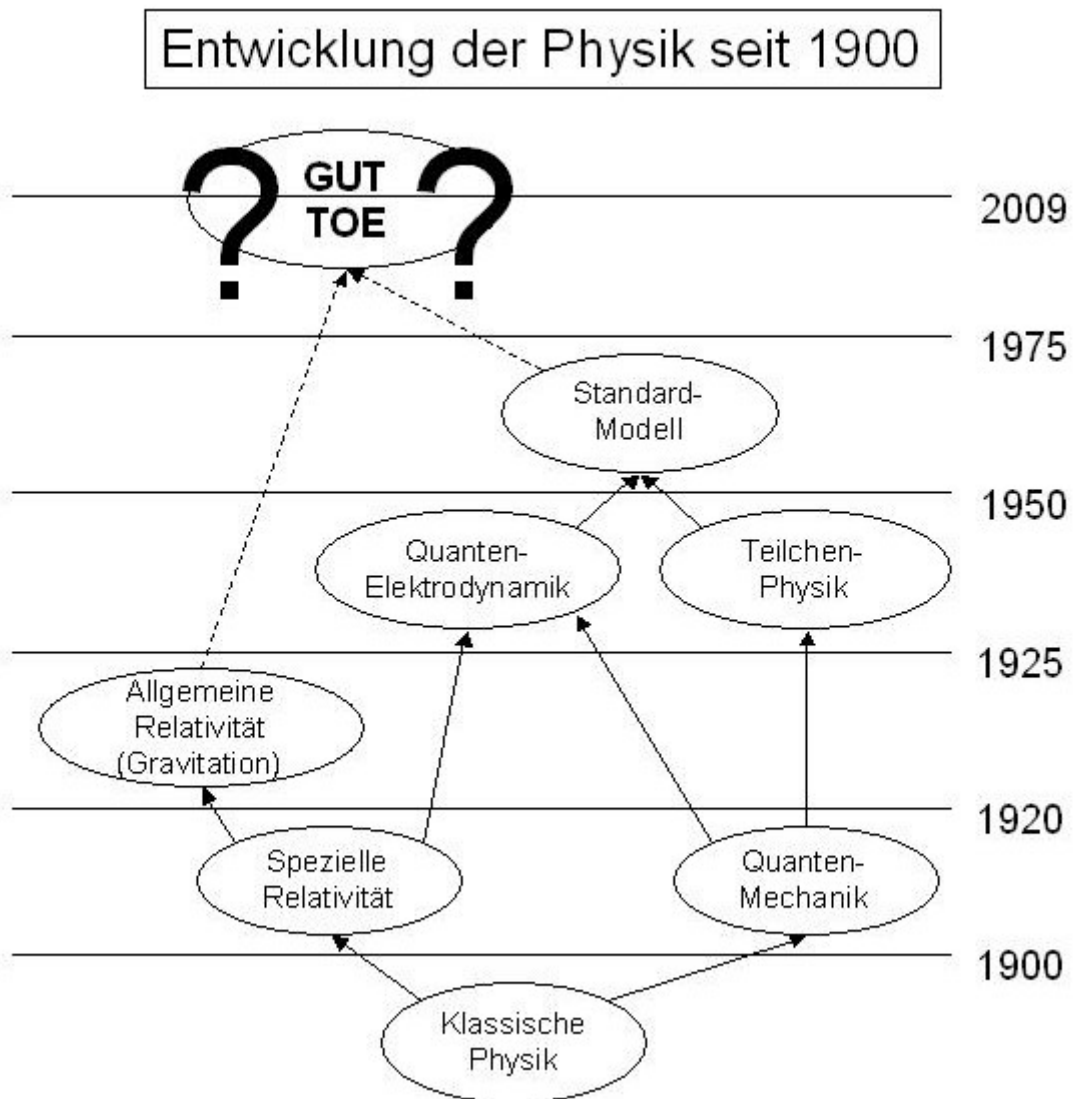 Entwicklung der Physik seit 1900
? GUT ?
TOE
2009
1975
Standard-
Modell
1950
Quanten-
Elektrodynamik
Teilchen-
Physik
1925
Allgemeine
Relativität
(Gravitation)
1920
Spezielle
Relativität
Quanten-
Mechanik
1900
Klassische
Physik